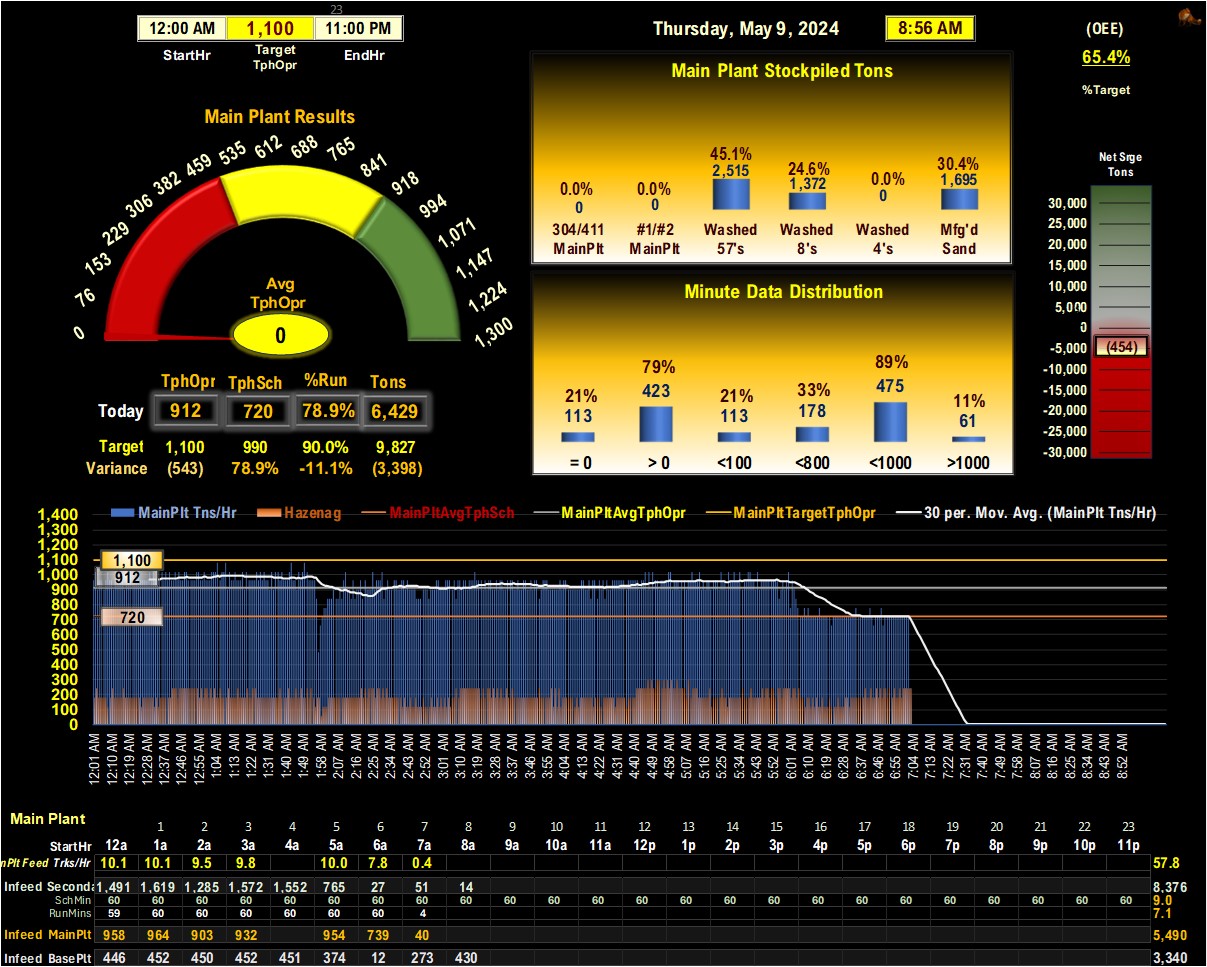 23
12:00 AM 1,100 11:00 PM
StartHr Target TphOpr EndHr
Thursday, May 9, 2024 8:56 AM
(OEE)
65.4%
%Target
Main Plant Results
0 76 153 229 306 382 459 535 612 688 765 841 918 994 1,071 1,147 1,224 1,300
Avg
TphOpr
0
TphOpr TphSch %Run Tons
Today 912 720 78.9% 6,429
Target 1,100 990 90.0% 9,827
Variance (543) 78.9% -11.1% (3,398)
Main Plant Stockpiled Tons
0.0% 0.0% 45.1% 24.6% 0.0% 30.4%
0 0 2,515 1,372 0 1,695
304/411 #1/#2 Washed Washed Washed Mfg'd
MainPlt MainPlt 57's 8's 4's Sand
Minute Data Distribution
21% 79% 21% 33% 89% 11%
113 423 113 178 475 61
= 0 > 0 <100 <800 <1000 >1000
Net Srge
Tons
30,000
25,000
20,000
15,000
10,000
5,000
0
-5,000
(454)
-10,000
-15,000
-20,000
-25,000
-30,000
MainPlt Tns/Hr Hazenag MainPltAvgTphSch MainPltAvgTphOpr MainPltTargetTphOpr 30 per. Mov. Avg. (MainPlt Tns/Hr)
1,400
1,300
1,200
1,100
1,000
900
800
700
600
500
400
300
200
100
0
1,100
912
720
12:01 AM 12:10 AM 12:19 AM 12:28 AM 12:37 AM 12:46 AM 12:55 AM 1:04 AM 1:13 AM 1:22 AM 1:31 AM 1:40 AM 1:49 AM 1:58 AM 2:07 AM 2:16 AM 2:25 AM 2:34 AM 2:43 AM 2:52 AM 3:01 AM 3:10 AM 3:19 AM 3:28 AM 3:37 AM 3:46 AM 3:55 AM 4:04 AM 4:13 AM 4:22 AM 4:31 AM 4:40 AM 4:49 AM 4:58 AM 5:07 AM 5:16 AM 5:25 AM 5:34 AM 5:43 AM 5:52 AM 6:01 AM 6:10 AM 6:19 AM 6:28 AM 6:37 AM 6:46 AM 6:55 AM 7:04 AM 7:13 AM 7:22 AM 7:31 AM 7:40 AM 7:49 AM 7:58 AM 8:07 AM 8:16 AM 8:25 AM 8:34 AM 8:43 AM 8:52 AM
Main Plant
1 2 3 4 5 6 7 8 9 10 11 12 13 14 15 16 17 18 19 20 21 22 23
StartHr 12a 1a 2a 3a 4a 5a 6a 7a 8a 9a 10a 11a 12p 1p 2p 3p 4p 5p 6p 7p 8p 9p 10p 11p
nPlt Feed Trks/Hr 10.1 10.1 9.5 9.8 10.0 7.8 0.4 57.8
Infeed Seconda 1,491 1,619 1,285 1,572 1,552 765 27 51 14 8,376
SchMin 60 60 60 60 60 60 60 60 60 60 60 60 60 60 60 60 60 60 60 60 60 60 60 60 9.0
RunMins 59 60 60 60 60 60 60 4 7.1
Infeed MainPlt 958 964 903 932 954 739 40 5,490
Infeed BasePlt 446 452 450 452 451 374 12 273 430 3,340